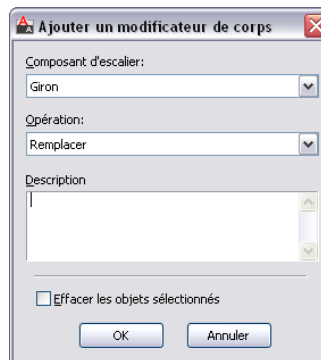 Ajouter un modificateur de corps
Composant d'escalier:
Giron
Opération:
Remplacer
Description
Effacer les objets sélectionnés
OK
Annuler